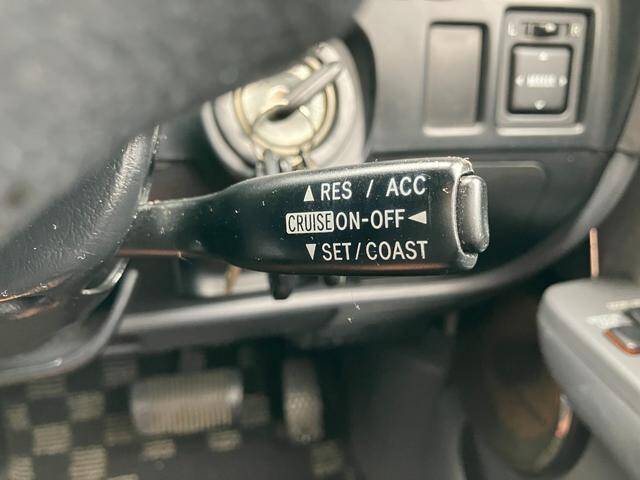 L R
▲RES / ACC
CRUISE ON-OFF◄
▼SET/COAST